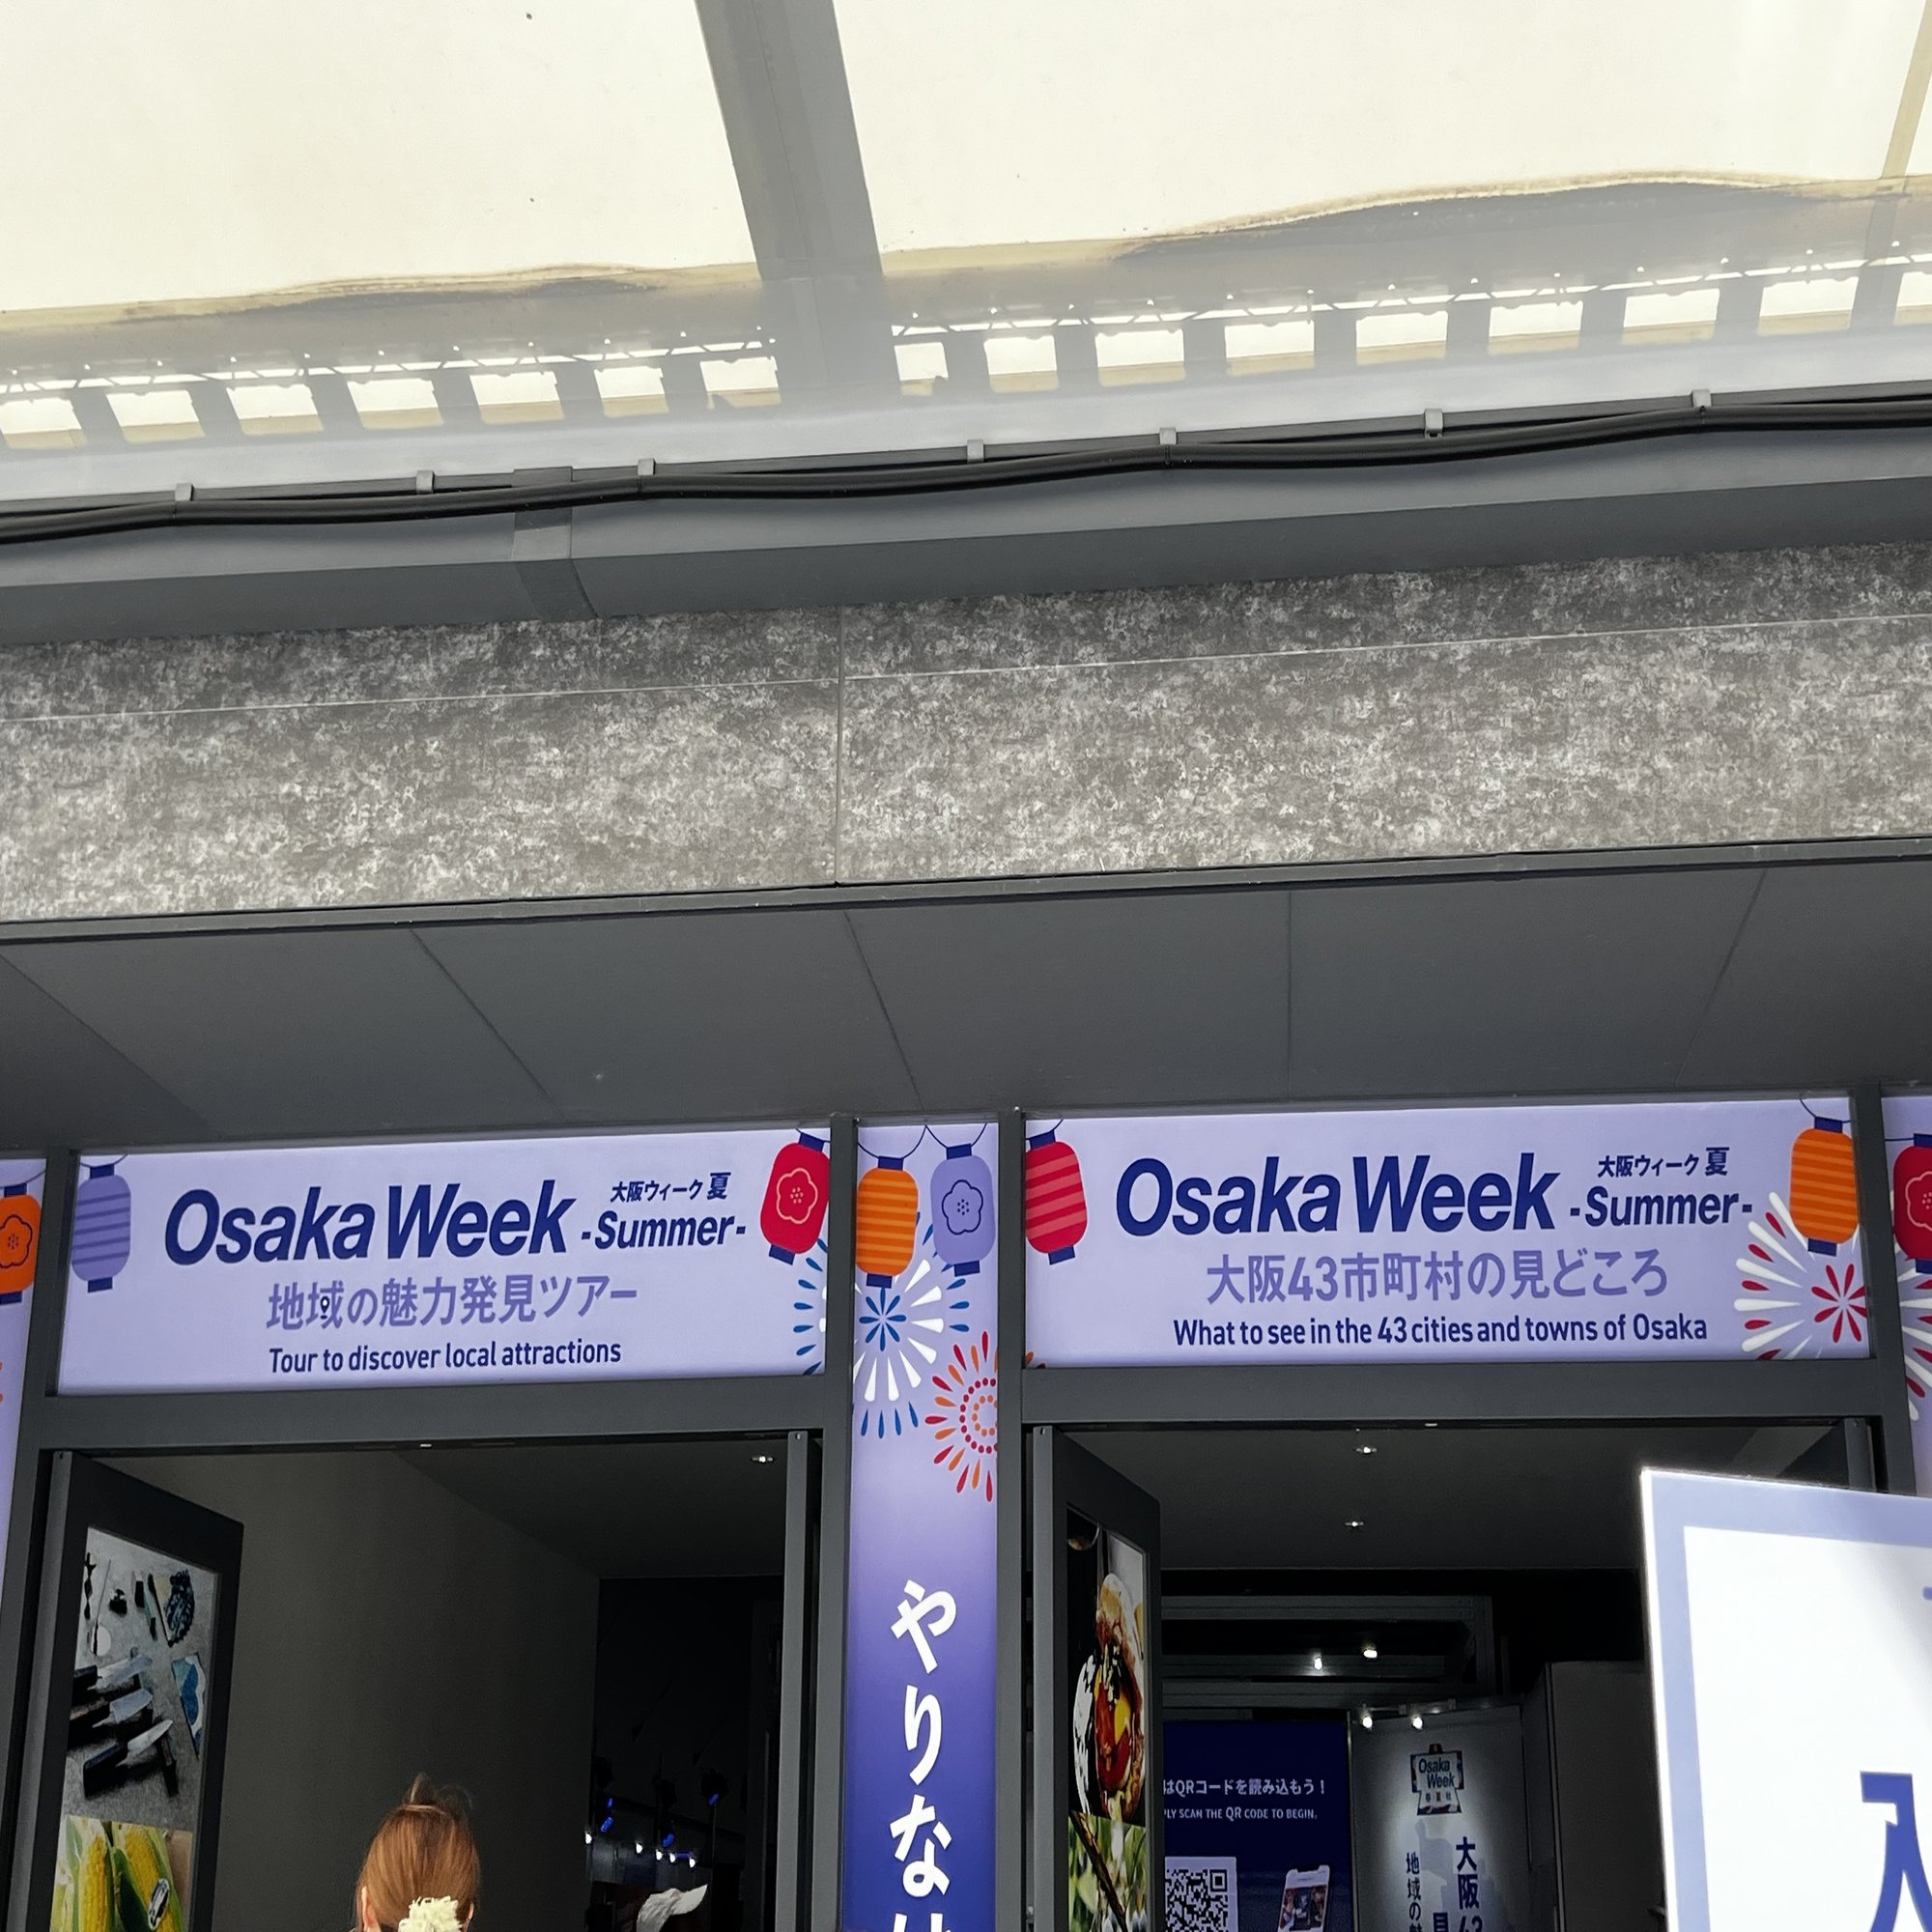 Osaka Week
大阪ウィーク 夏
-Summer-
地域の魅力発見ツアー
Tour to discover local attractions
Osaka Week
大阪ウィーク 夏
-Summer-
大阪43市町村の見どころ
What to see in the 43 cities and towns of Osaka
やりな
はQRコードを読み込もう！
SCAN THE QR CODE TO BEGIN.
Osaka
Week
大阪43
地域の魅
入